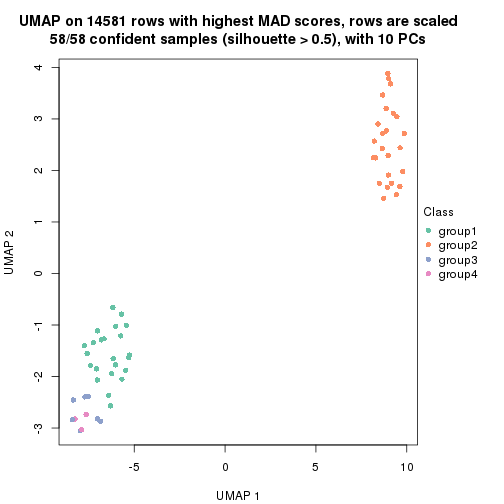 UMAP on 14581 rows with highest MAD scores, rows are scaled
58/58 confident samples (silhouette > 0.5), with 10 PCs
4
3
2
1
0
-1
-2
-3
UMAP 2
-5
0
5
10
UMAP 1
Class
group1
group2
group3
group4